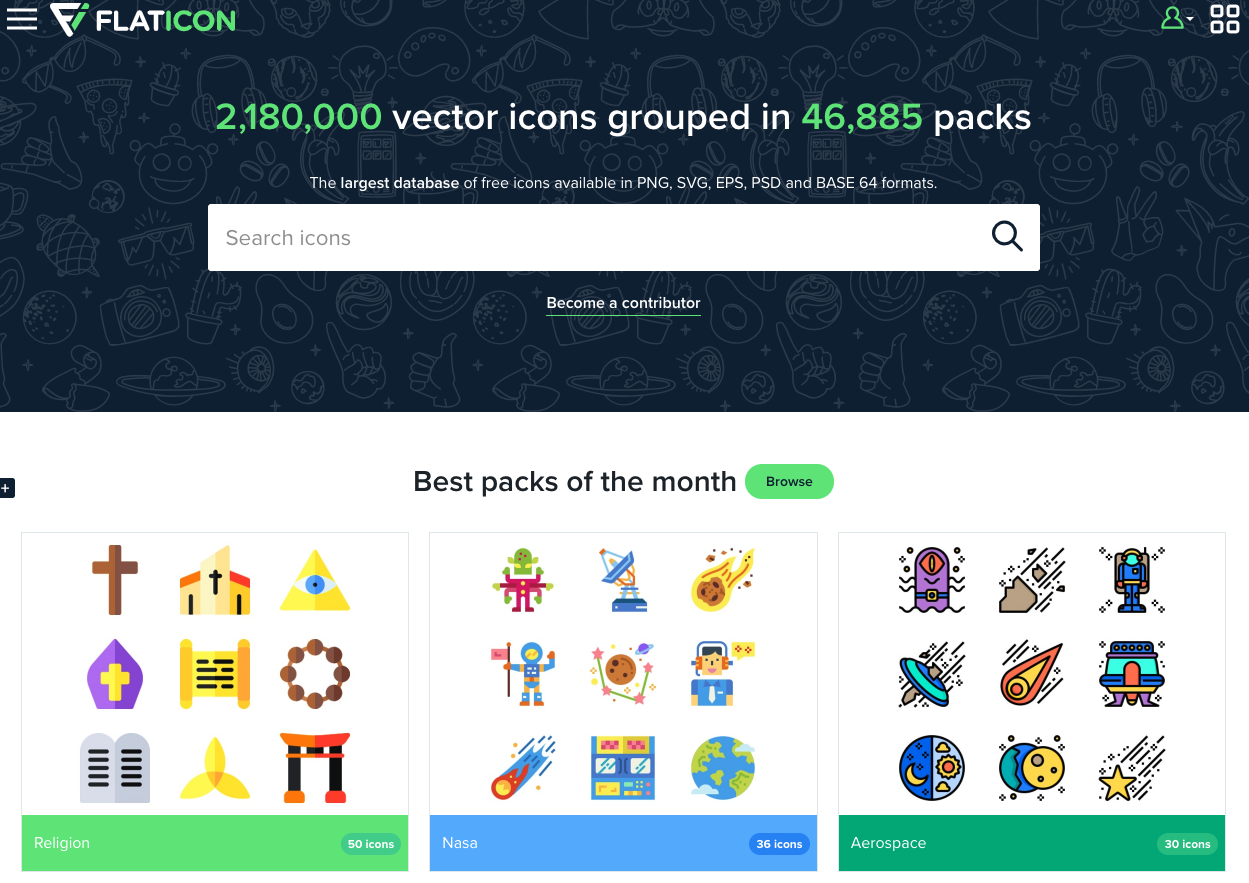 FLATICON
2,180,000 vector icons grouped in 46,885 packs
The largest database of free icons available in PNG, SVG, EPS, PSD and BASE 64 formats.
Search icons
Become a contributor
+
Best packs of the month Browse
Religion 50 icons
Nasa 36 icons
Aerospace 30 icons